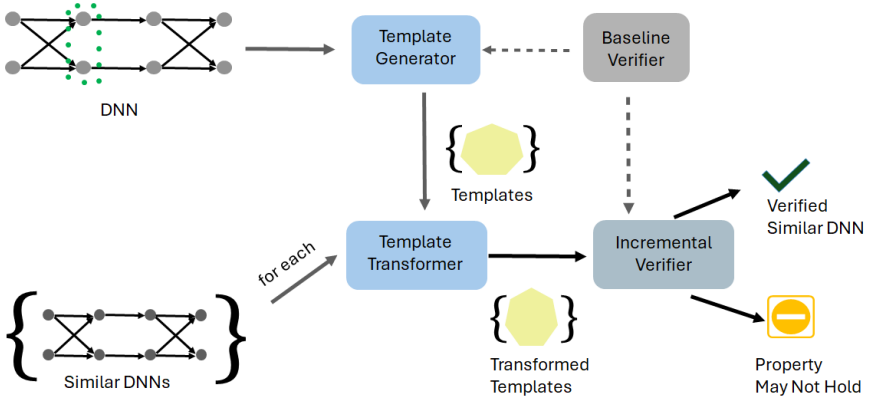 DNN
Template
Generator
Baseline
Verifier
Templates
for each
Template
Transformer
Incremental
Verifier
Verified
Similar DNN
Similar DNNs
Transformed
Templates
Property
May Not Hold